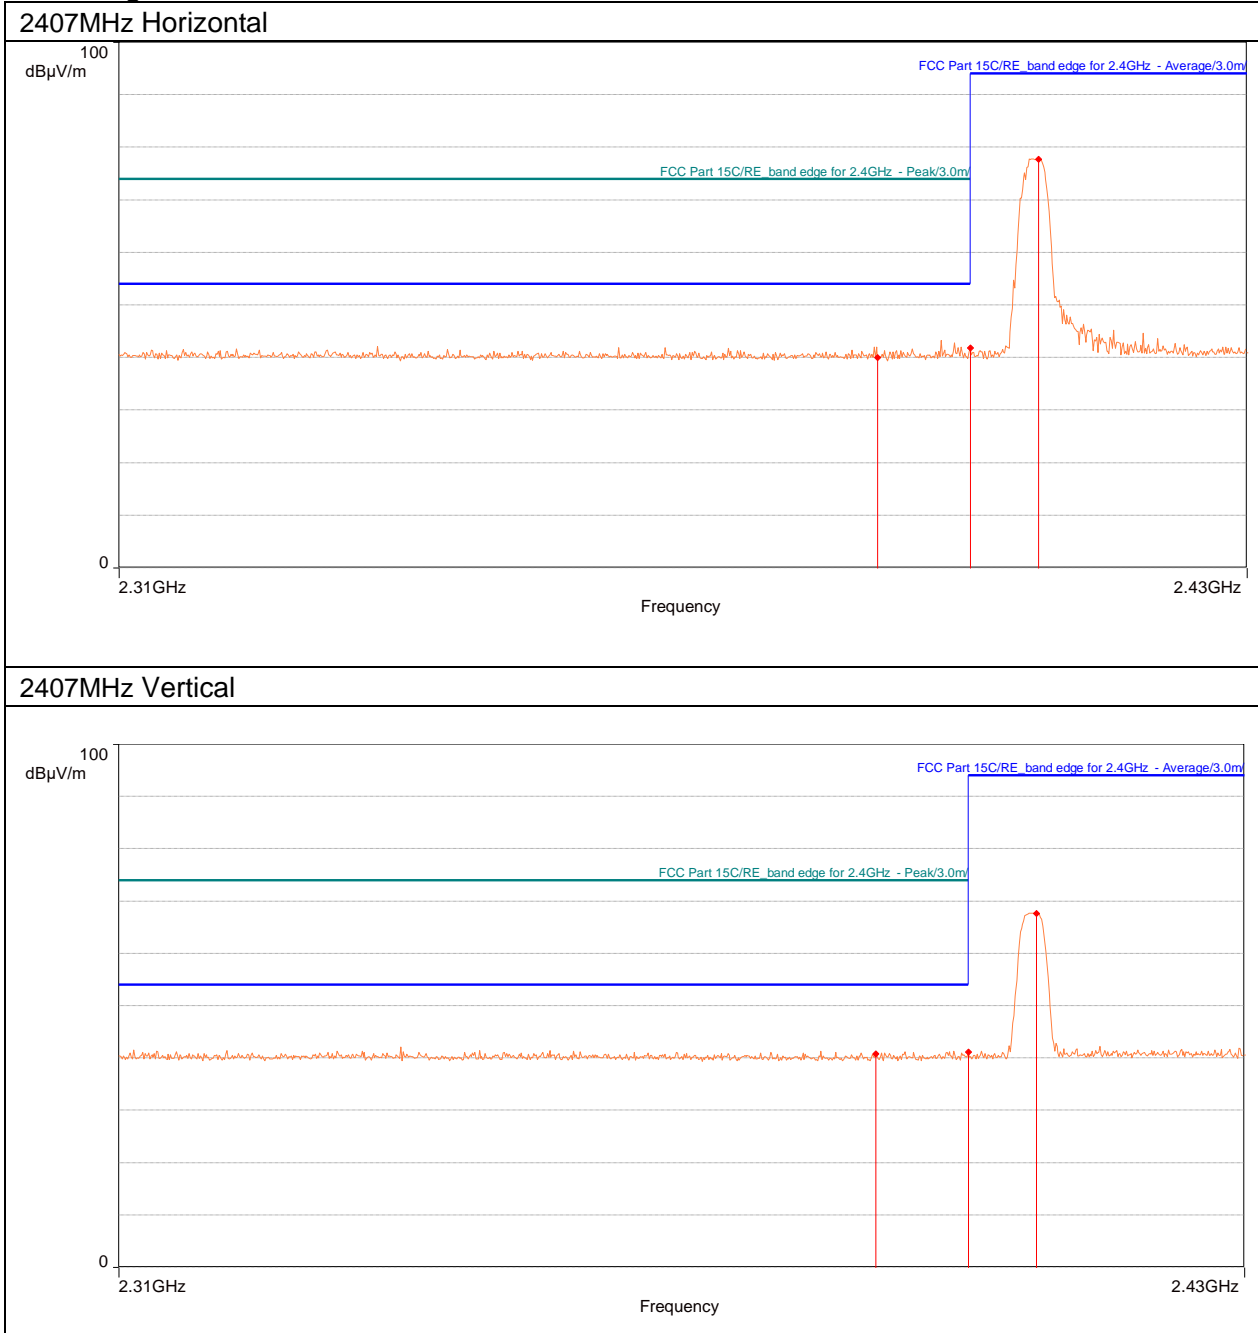 2407MHz Horizontal
100
dBµV/m
FCC Part 15C/RE_band edge for 2.4GHz - Average/3.0m/
FCC Part 15C/RE_band edge for 2.4GHz - Peak/3.0m/
0
2.31GHz
2.43GHz
Frequency
2407MHz Vertical
100
dBµV/m
FCC Part 15C/RE_band edge for 2.4GHz - Average/3.0m/
FCC Part 15C/RE_band edge for 2.4GHz - Peak/3.0m/
0
2.31GHz
2.43GHz
Frequency